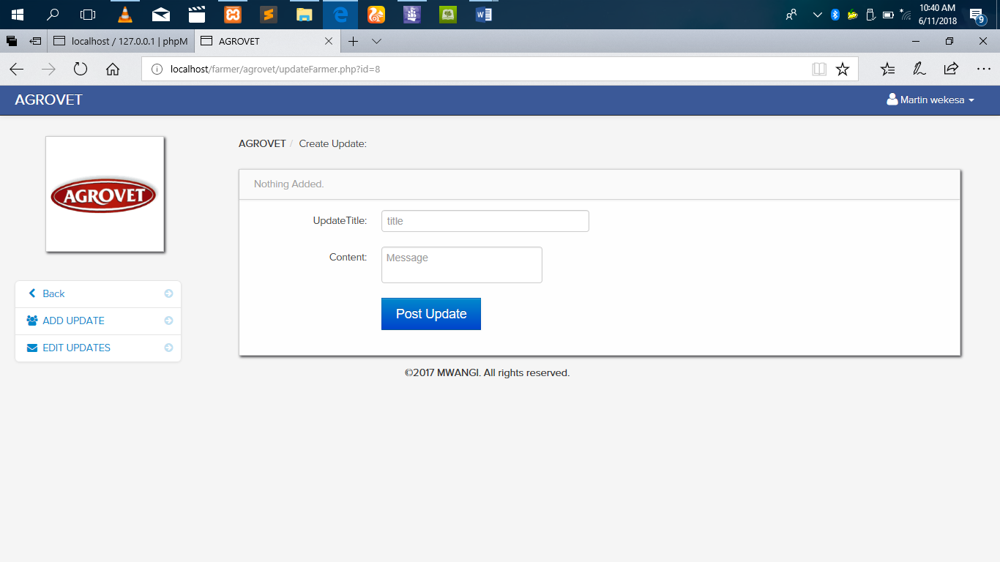 10:40 AM
6/11/2018
9
localhost / 127.0.0.1 | phpM
AGROVET
localhost/farmer/agrovet/updateFarmer.php?id=8
AGROVET
Martin wekesa
AGROVET / Create Update:
AGROVET
Nothing Added.
UpdateTitle: title
Content: Message
Post Update
Back
ADD UPDATE
EDIT UPDATES
©2017 MWANGI. All rights reserved.